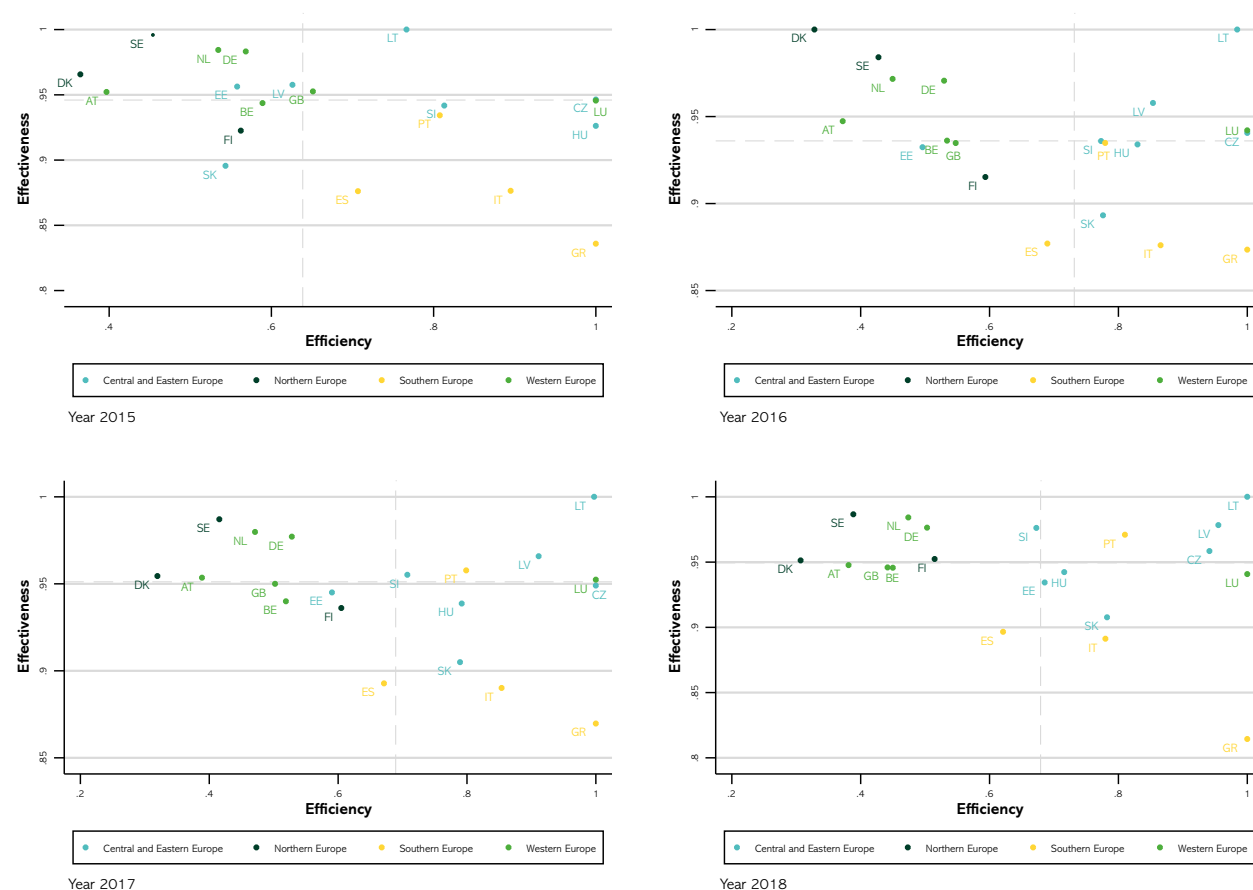 1
.95
.9
.85
.8
Effectiveness
SE
DK
AT
NL
DE
EE
LV
GB
BE
FI
SK
LT
SI
PT
CZ
LU
HU
ES
IT
GR
.4
.6
.8
1
Efficiency
Central and Eastern Europe
Northern Europe
Southern Europe
Western Europe
Year 2015
1
.95
.9
.85
Effectiveness
DK
LT
SE
NL
DE
LV
AT
LU
CZ
EE
BE
GB
SI
PT
HU
FI
SK
ES
IT
GR
.2
.4
.6
.8
1
Efficiency
Central and Eastern Europe
Northern Europe
Southern Europe
Western Europe
Year 2016
1
.95
.9
.85
Effectiveness
LT
SE
NL
DE
LV
DK
AT
GB
SI
PT
LU
CZ
BE
EE
FI
HU
SK
ES
IT
GR
.2
.4
.6
.8
1
Efficiency
Central and Eastern Europe
Northern Europe
Southern Europe
Western Europe
Year 2017
1
.95
.9
.85
.8
Effectiveness
LT
SE
NL
DE
SI
PT
LV
CZ
DK
AT
GB
BE
FI
EE
HU
LU
SK
ES
IT
GR
.2
.4
.6
.8
1
Efficiency
Central and Eastern Europe
Northern Europe
Southern Europe
Western Europe
Year 2018